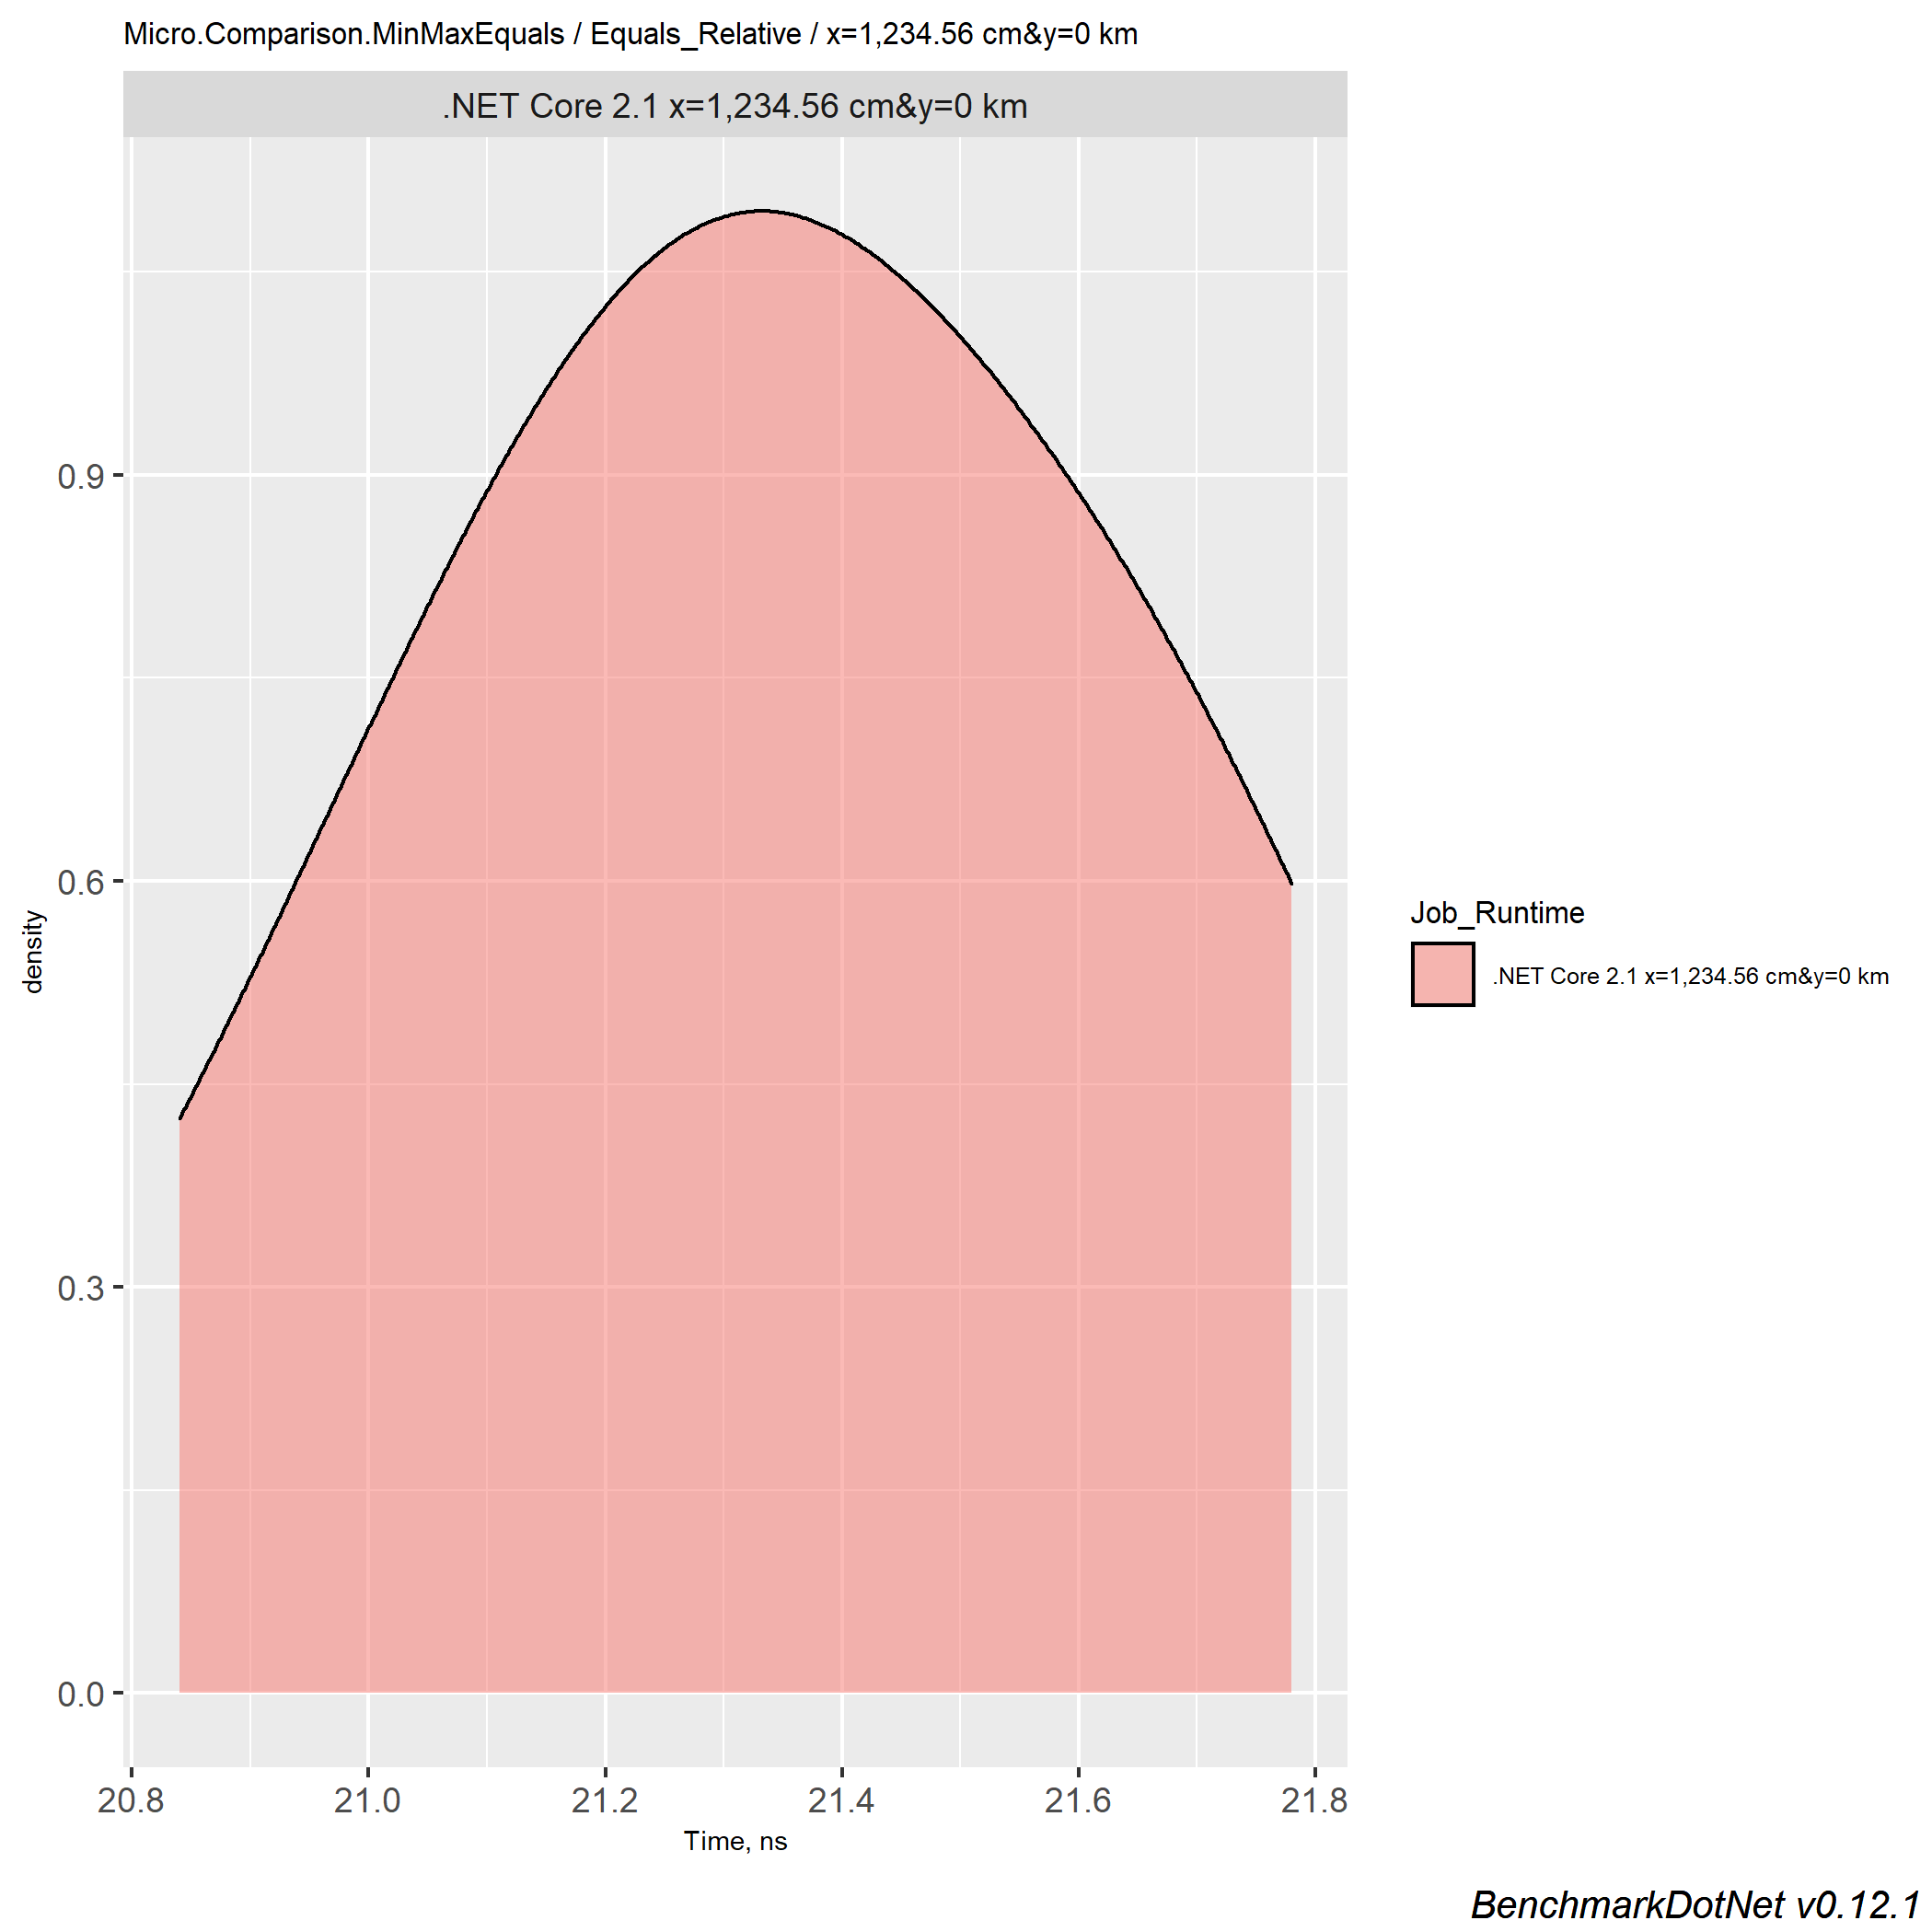 Micro.Comparison.MinMaxEquals / Equals_Relative / x=1,234.56 cm&y=0 km
.NET Core 2.1 x=1,234.56 cm&y=0 km
0.9
0.6
0.3
0.0
density
20.8 21.0 21.2 21.4 21.6 21.8
Time, ns
Job_Runtime
.NET Core 2.1 x=1,234.56 cm&y=0 km
BenchmarkDotNet v0.12.1